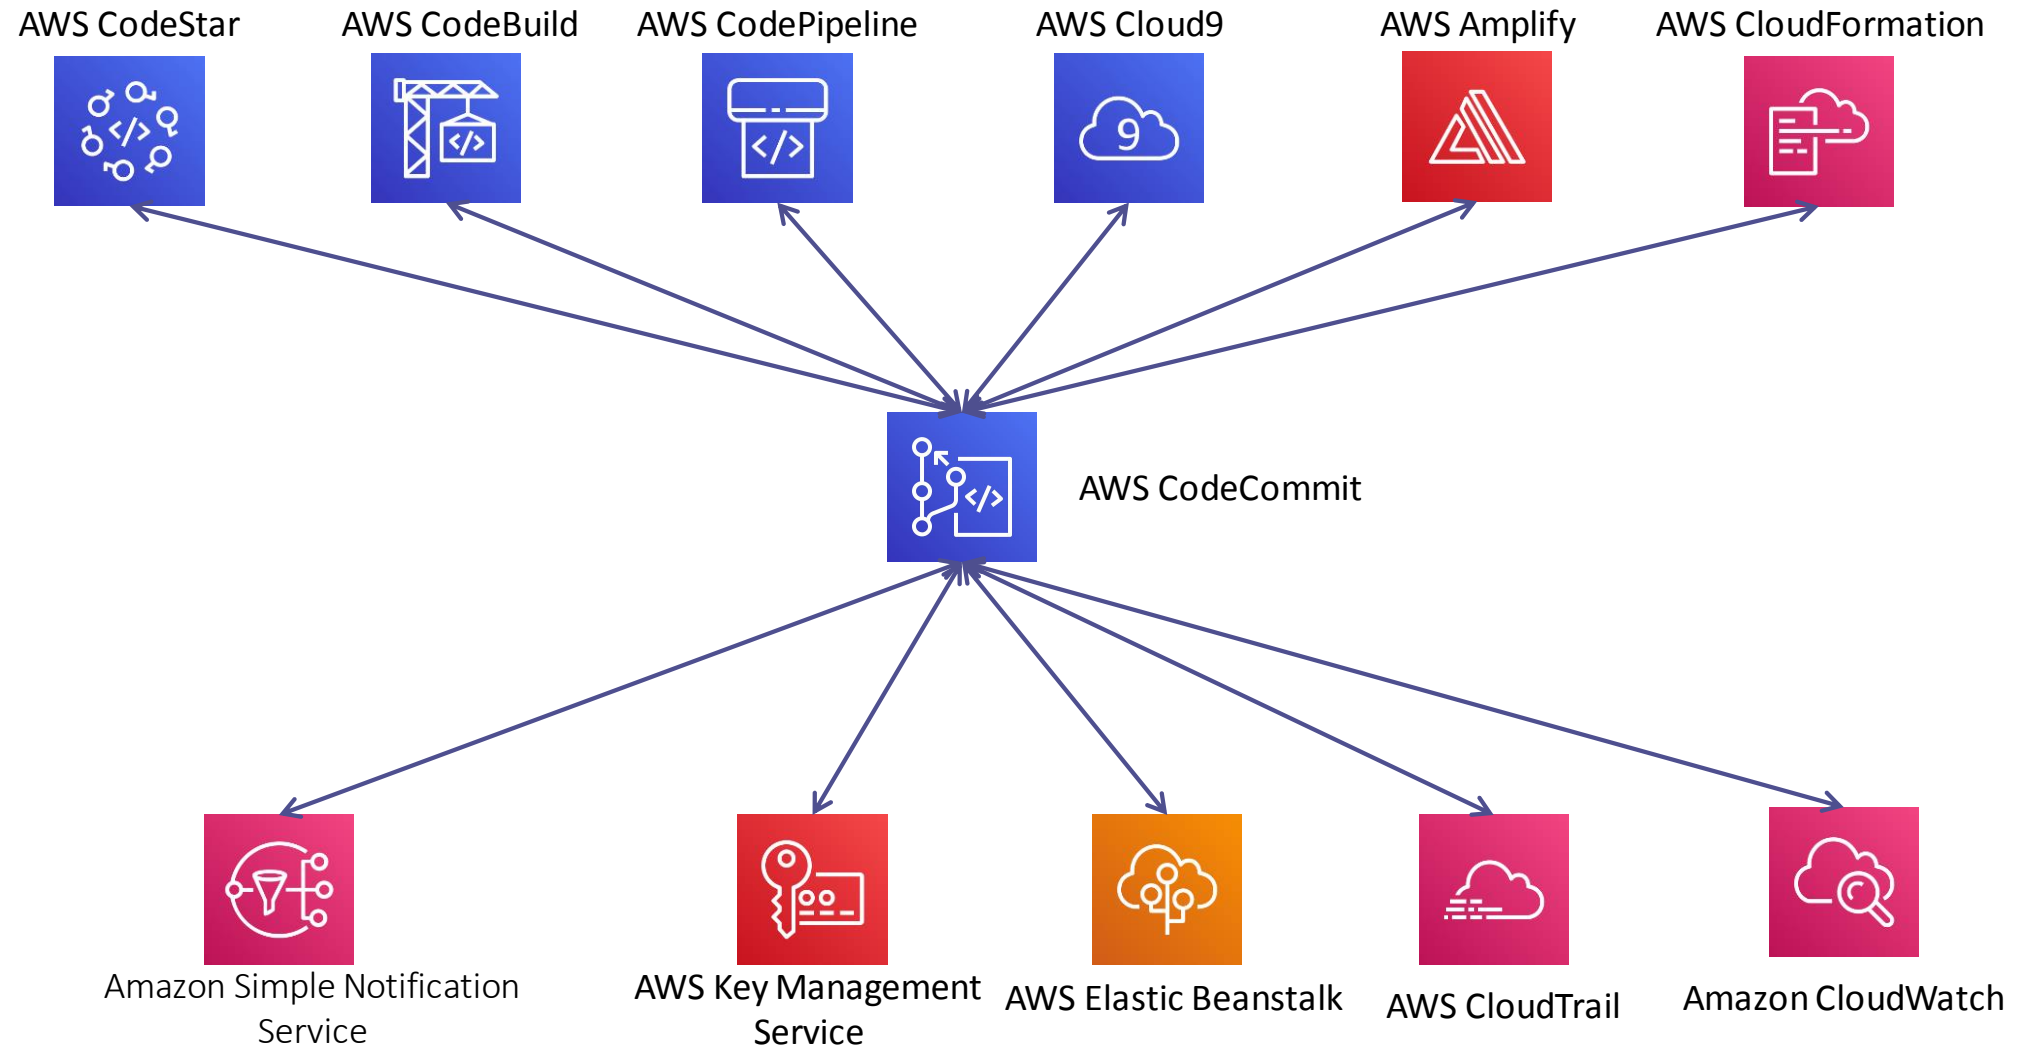 AWS CodeStar
AWS CodeBuild
AWS CodePipeline
AWS Cloud9
AWS Amplify
AWS CloudFormation
</>
</>
</>
9
</>
AWS CodeCommit
Amazon Simple Notification
Service
AWS Key Management
Service
AWS Elastic Beanstalk
AWS CloudTrail
Amazon CloudWatch